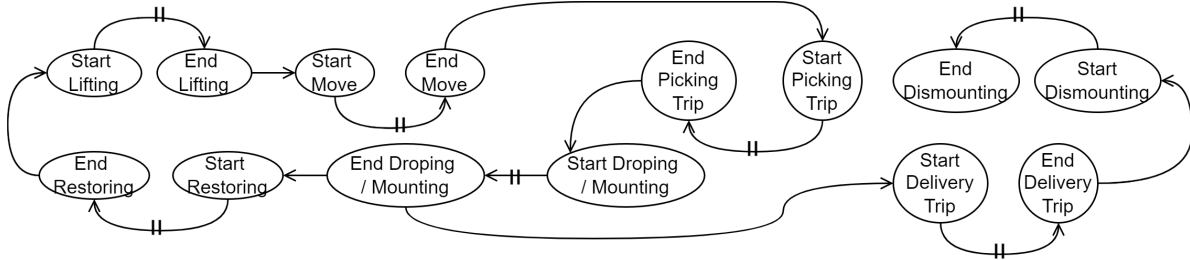 Start
Lifting
End
Lifting
Start
Move
End
Move
End
Picking
Trip
Start
Picking
Trip
End
Dismounting
Start
Dismounting
End
Restoring
Start
Restoring
End Droping
/ Mounting
Start Droping
/ Mounting
Start
Delivery
Trip
End
Delivery
Trip